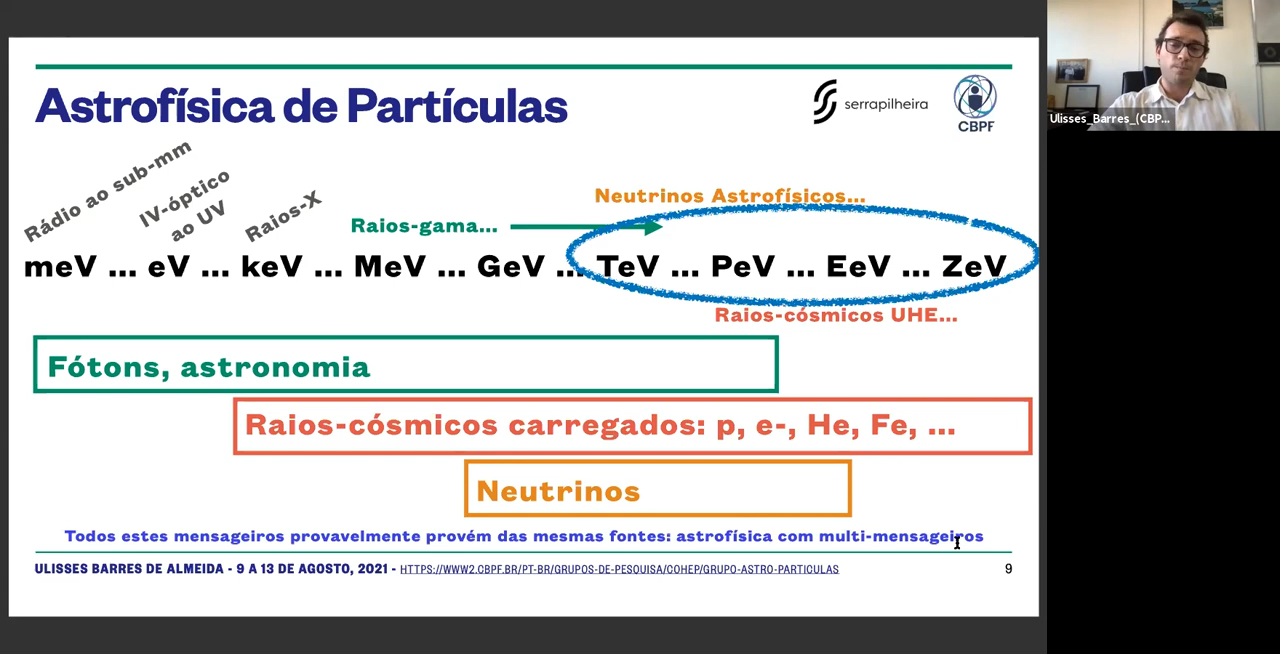 Astrofísica de Partículas
serrapilheira
CBPF
Ulisses_Barres_(CBP...
Rádio ao sub-mm
IV-óptico
ao UV
Raios-X
Raios-gama...
Neutrinos Astrofísicos...
meV ... eV ... keV ... MeV ... GeV ... TeV ... PeV ... EeV ... ZeV
Raios-cósmicos UHE...
Fótons, astronomia
Raios-cósmicos carregados: p, e-, He, Fe, ...
Neutrinos
Todos estes mensageiros provavelmente provém das mesmas fontes: astrofísica com multi-mensageiros
ULISSES BARRES DE ALMEIDA - 9 A 13 DE AGOSTO, 2021 - HTTPS://WWW2.CBPF.BR/PT-BR/GRUPOS-DE-PESQUISA/COHEP/GRUPO-ASTRO-PARTICULAS
9